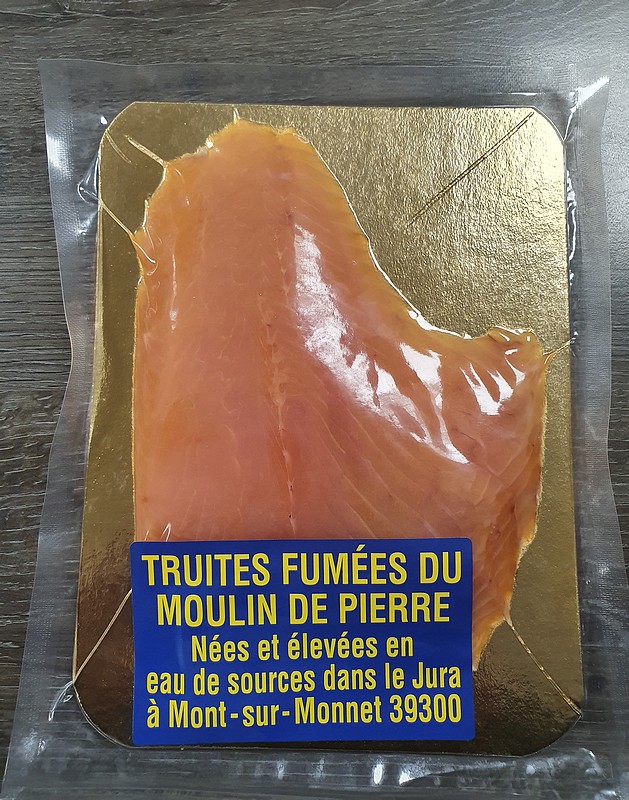 TRUITES FUMÉES DU
MOULIN DE PIERRE
Nées et élevées en
eau de sources dans le Jura
à Mont-sur-Monnet 39300